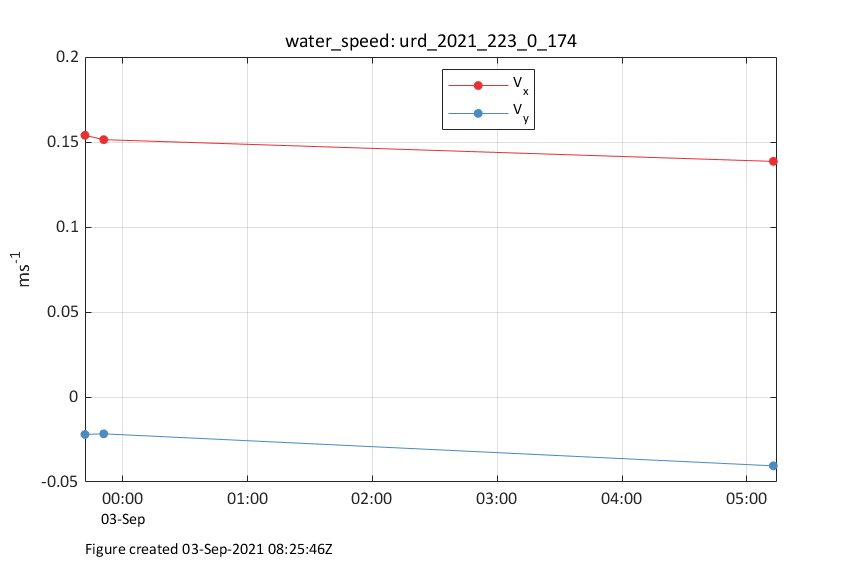 water_speed: urd_2021_223_0_174
V_x
V_y
0.2
0.15
0.1
0.05
0
-0.05
ms^-1
00:00 01:00 02:00 03:00 04:00 05:00
03-Sep
Figure created 03-Sep-2021 08:25:46Z